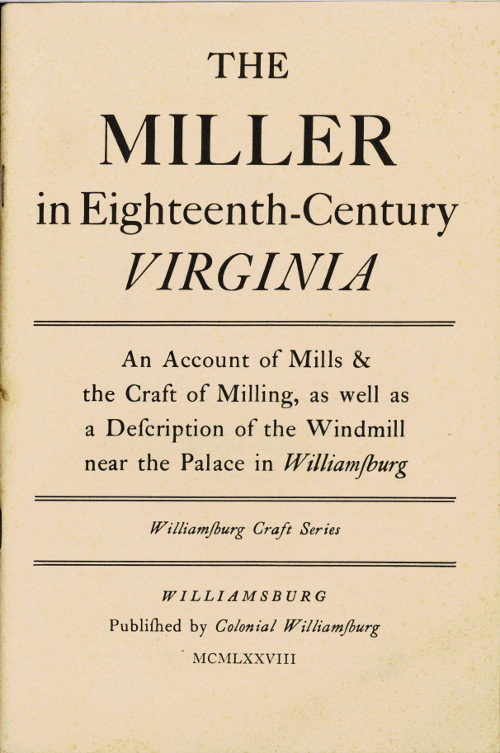 THE
MILLER
in Eighteenth-Century
VIRGINIA
An Account of Mills &
the Craft of Milling, as well as
a Deſcription of the Windmill
near the Palace in Williamſburg
Williamſburg Craft Series
WILLIAMSBURG
Publiſhed by Colonial Williamſburg
MCMLXXVIII